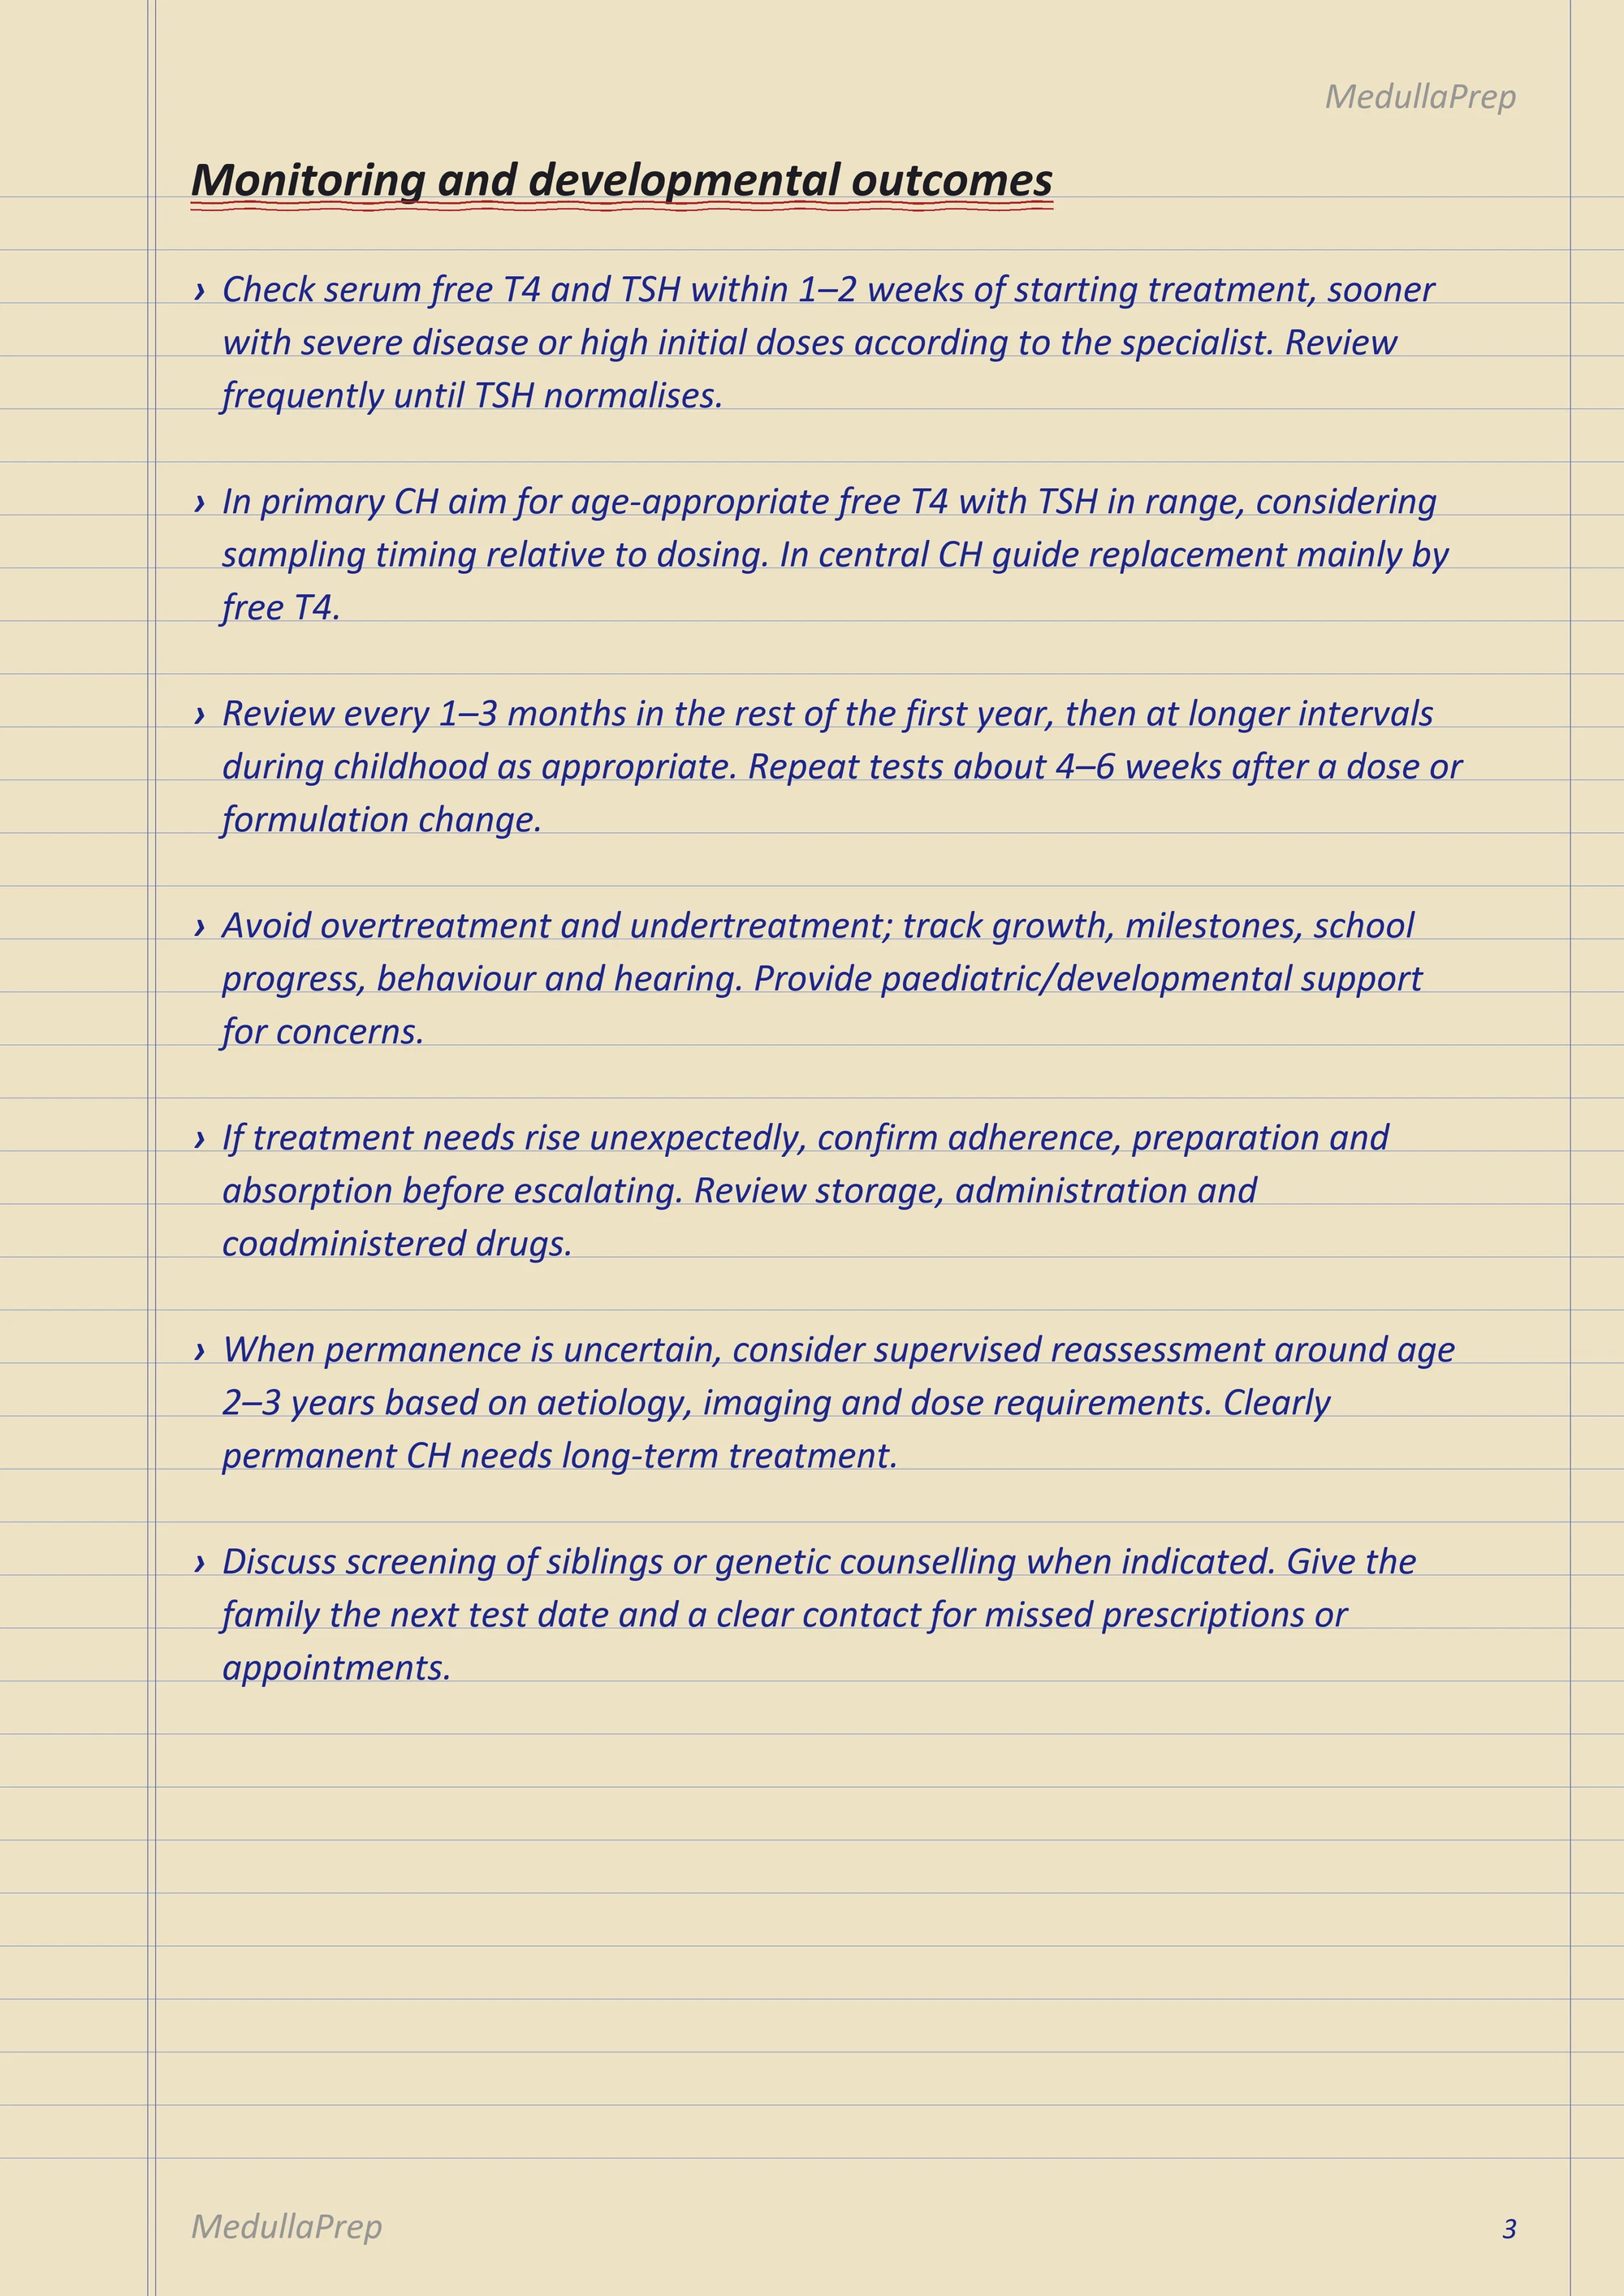 MedullaPrep
Monitoring and developmental outcomes
› Check serum free T4 and TSH within 1–2 weeks of starting treatment, sooner
with severe disease or high initial doses according to the specialist. Review
frequently until TSH normalises.
› In primary CH aim for age-appropriate free T4 with TSH in range, considering
sampling timing relative to dosing. In central CH guide replacement mainly by
free T4.
› Review every 1–3 months in the rest of the first year, then at longer intervals
during childhood as appropriate. Repeat tests about 4–6 weeks after a dose or
formulation change.
› Avoid overtreatment and undertreatment; track growth, milestones, school
progress, behaviour and hearing. Provide paediatric/developmental support
for concerns.
› If treatment needs rise unexpectedly, confirm adherence, preparation and
absorption before escalating. Review storage, administration and
coadministered drugs.
› When permanence is uncertain, consider supervised reassessment around age
2–3 years based on aetiology, imaging and dose requirements. Clearly
permanent CH needs long-term treatment.
› Discuss screening of siblings or genetic counselling when indicated. Give the
family the next test date and a clear contact for missed prescriptions or
appointments.
MedullaPrep
3